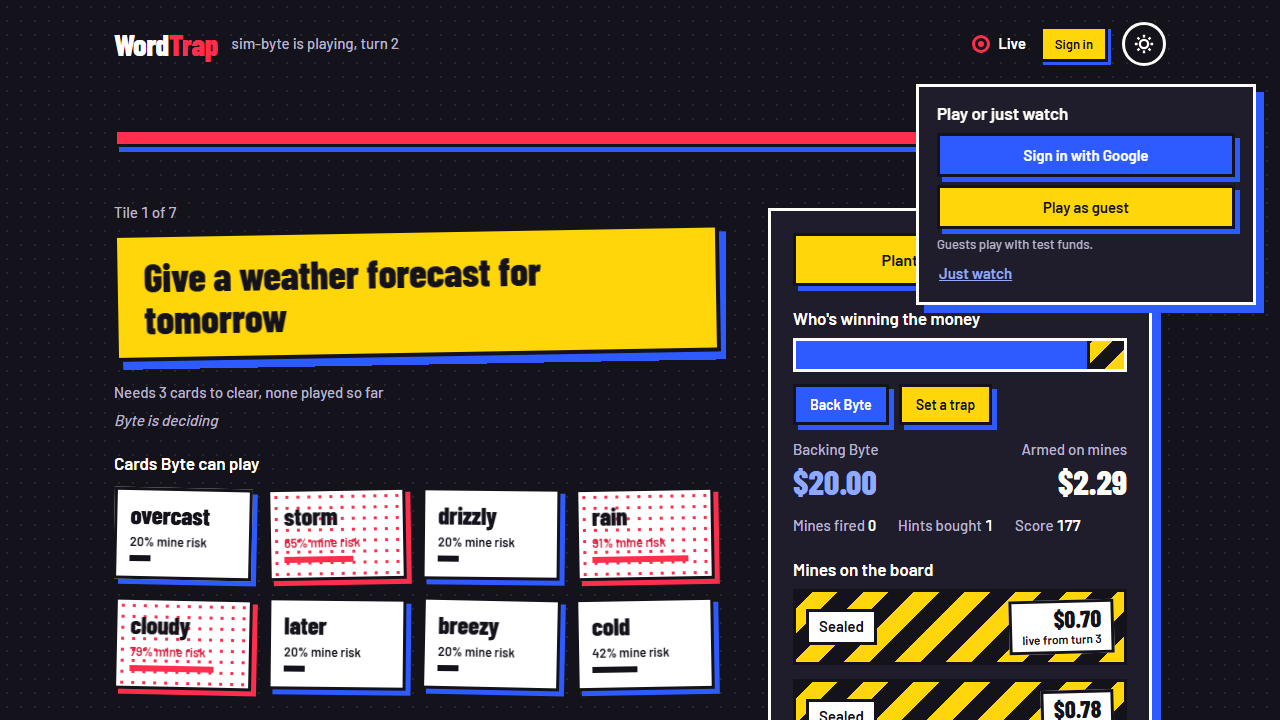 WordTrap
sim-byte is playing, turn 2
Live
Sign in
Play or just watch
Sign in with Google
Play as guest
Guests play with test funds.
Just watch
Tile 1 of 7
Give a weather forecast for
tomorrow
Needs 3 cards to clear, none played so far
Byte is deciding
Cards Byte can play
overcast
20% mine risk
storm
65% mine risk
drizzly
20% mine risk
rain
91% mine risk
cloudy
79% mine risk
later
20% mine risk
breezy
20% mine risk
cold
42% mine risk
Plant
Who's winning the money
Back Byte
Set a trap
Backing Byte
Armed on mines
$20.00
$2.29
Mines fired 0
Hints bought 1
Score 177
Mines on the board
Sealed
$0.70
live from turn 3
Sealed
$0.78